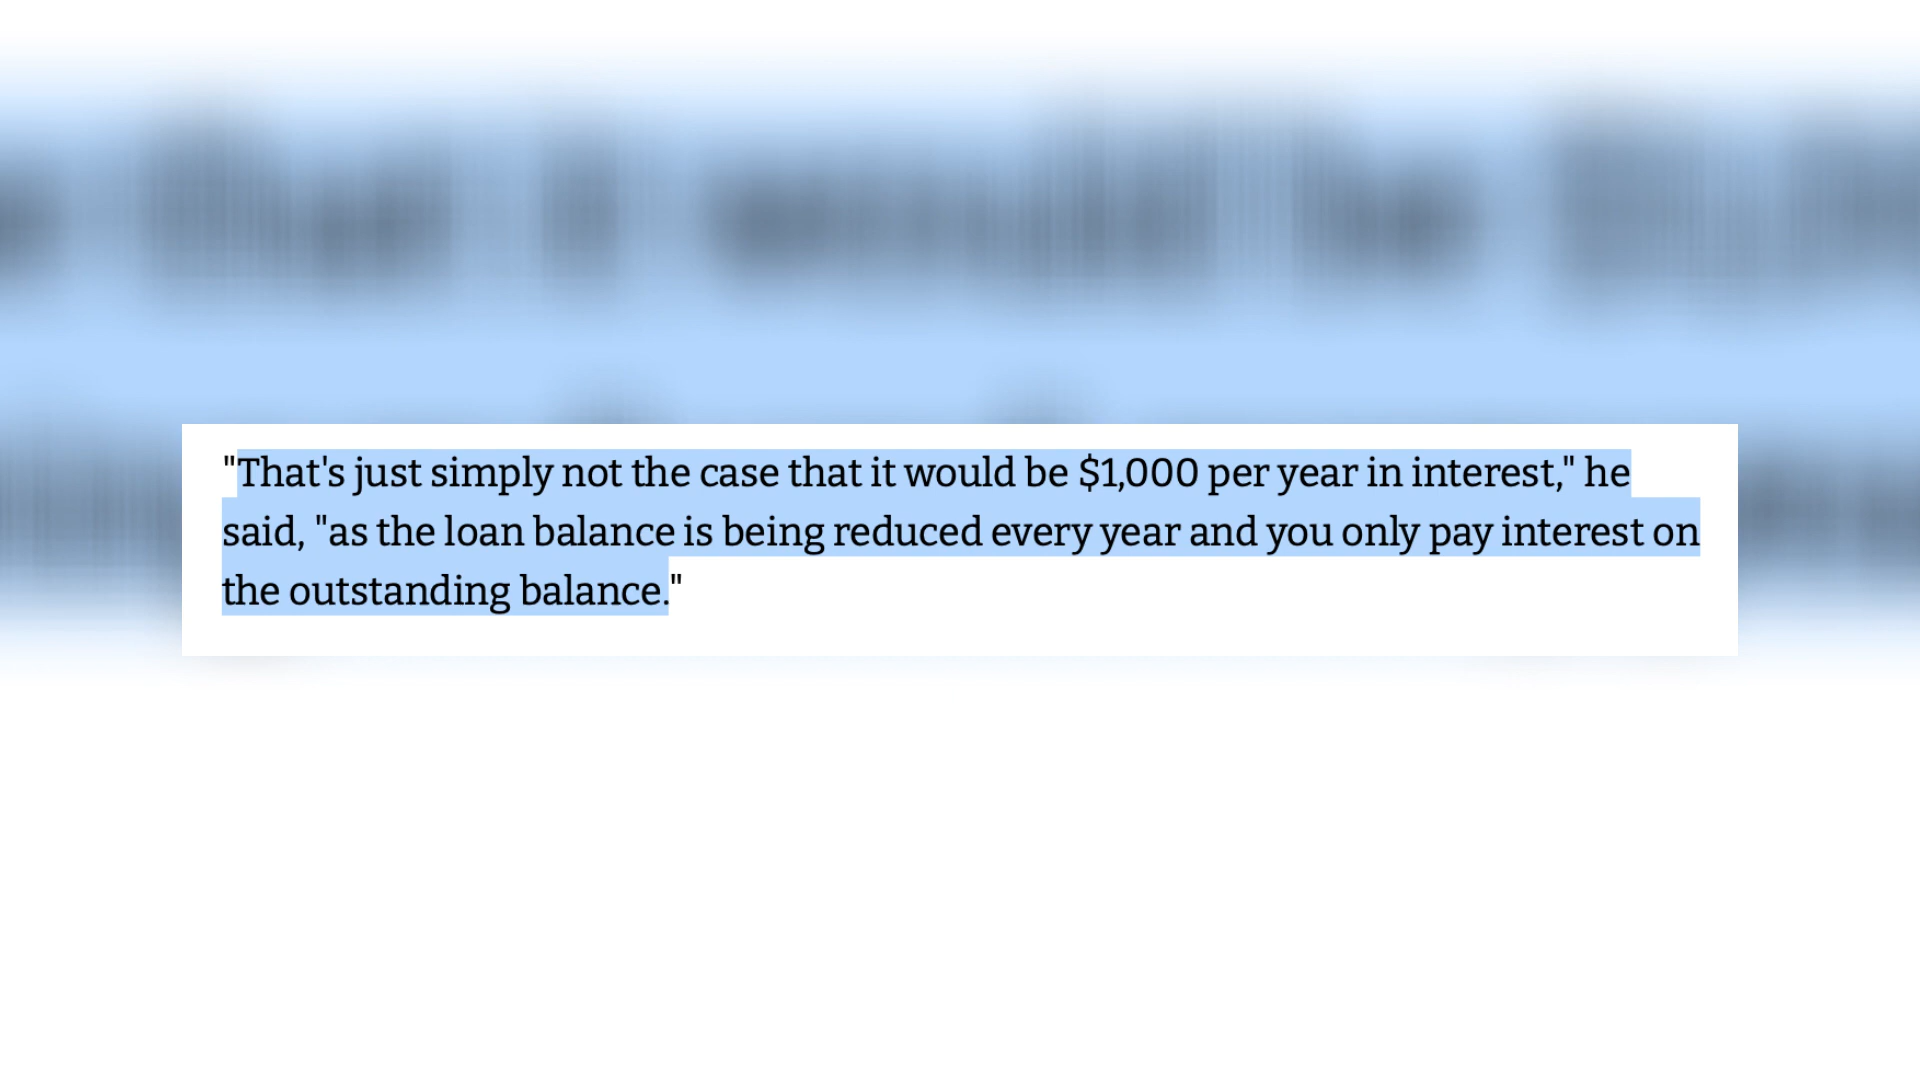 "That's just simply not the case that it would be $1,000 per year in interest," he
said, "as the loan balance is being reduced every year and you only pay interest on
the outstanding balance."